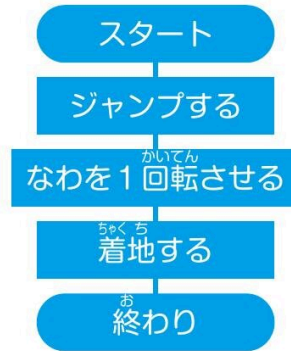 スタート
ジャンプする
かいてん
なわを1回転させる
ちゃくち
着地する
お
終わり